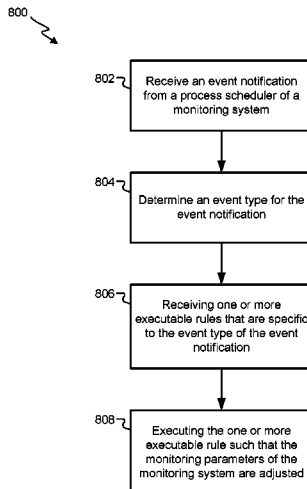 800
802
Receive an event notification
from a process scheduler of a
monitoring system
804
Determine an event type for the
event notification
806
Receiving one or more
executable rules that are specific
to the event type of the event
notification
808
Executing the one or more
executable rule such that the
monitoring parameters of the
monitoring system are adjusted